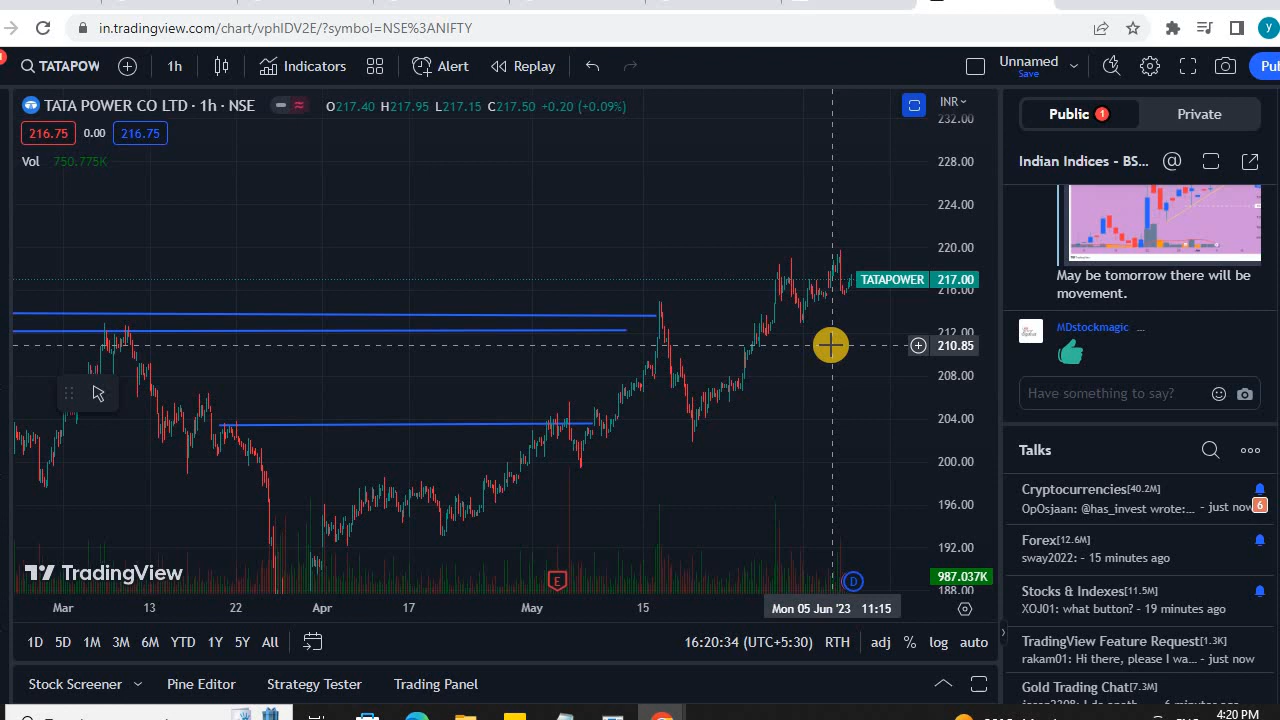 in.tradingview.com/chart/vphIDV2E/?symbol=NSE%3ANIFTY
y
TATAPOW
1h
Indicators
Alert
Replay
Unnamed
Save
TATA POWER CO LTD · 1h · NSE
O217.40 H217.95 L217.15 C217.50 +0.20 (+0.09%)
INR
216.75 0.00 216.75
Vol 750.775K
232.00
228.00
224.00
220.00
TATAPOWER 217.00
216.00
212.00
210.85
208.00
204.00
200.00
196.00
192.00
987.037K
188.00
E
D
TradingView
Mar 13 22 Apr 17 May 15
Mon 05 Jun '23 11:15
1D 5D 1M 3M 6M YTD 1Y 5Y All
16:20:34 (UTC+5:30) RTH adj % log auto
Stock Screener Pine Editor Strategy Tester Trading Panel
Public 1 Private
Indian Indices - BS...
May be tomorrow there will be
movement.
MDstockmagic ...
Have something to say?
Talks
Cryptocurrencies[40.2M]
OpOsjaan: @has_invest wrote:... - just now
6
Forex[12.6M]
sway2022: - 15 minutes ago
Stocks & Indexes[11.5M]
XOJ01: what button? - 19 minutes ago
TradingView Feature Request[1.3K]
rakam01: Hi there, please I wa... - just now
Gold Trading Chat[7.3M]
4:20 PM